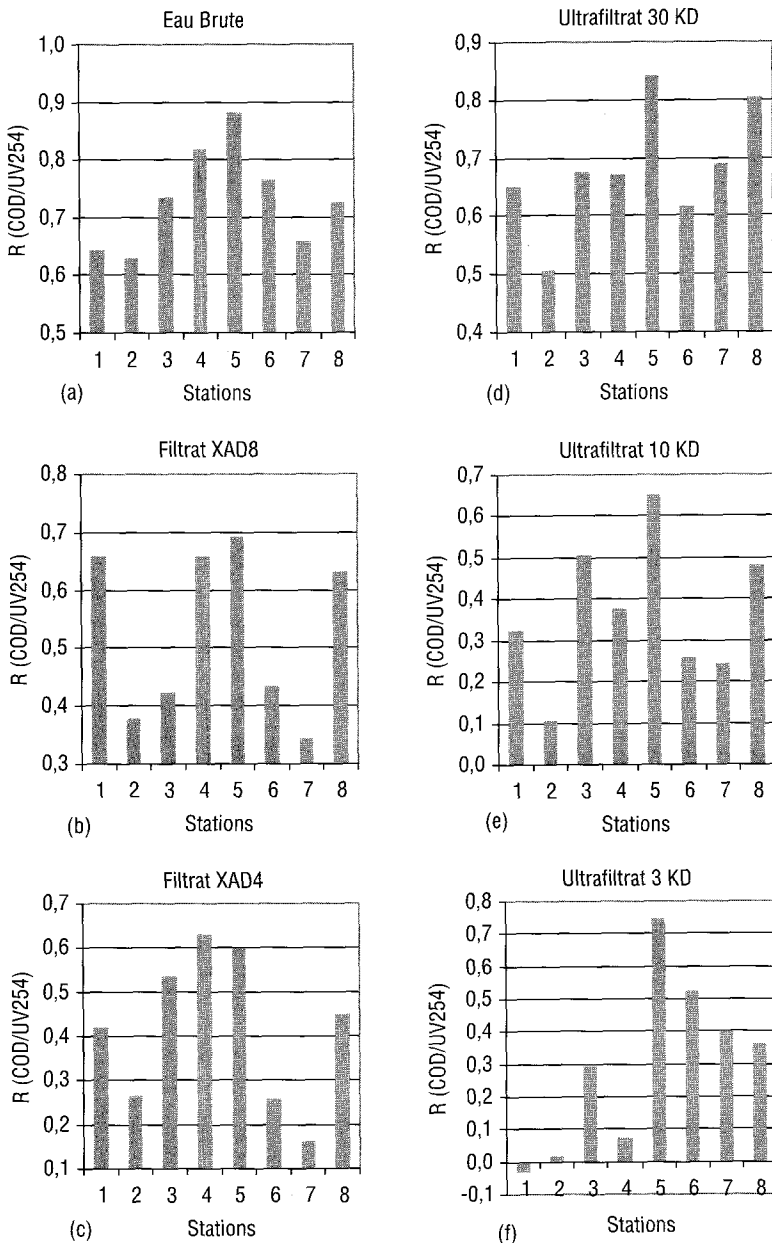 Eau Brute
R (COD/UV254)
1,0
0,9
0,8
0,7
0,6
0,5
1 2 3 4 5 6 7 8
(a) Stations
Filtrat XAD8
R (COD/UV254)
0,8
0,7
0,6
0,5
0,4
0,3
1 2 3 4 5 6 7 8
(b) Stations
Filtrat XAD4
R (COD/UV254)
0,7
0,6
0,5
0,4
0,3
0,2
0,1
1 2 3 4 5 6 7 8
(c) Stations
Ultrafiltrat 30 KD
R (COD/UV254)
0,9
0,8
0,7
0,6
0,5
0,4
1 2 3 4 5 6 7 8
(d) Stations
Ultrafiltrat 10 KD
R (COD/UV254)
0,7
0,6
0,5
0,4
0,3
0,2
0,1
0,0
1 2 3 4 5 6 7 8
(e) Stations
Ultrafiltrat 3 KD
R (COD/UV254)
0,8
0,7
0,6
0,5
0,4
0,3
0,2
0,1
0,0
-0,1
1 2 3 4 5 6 7 8
(f) Stations